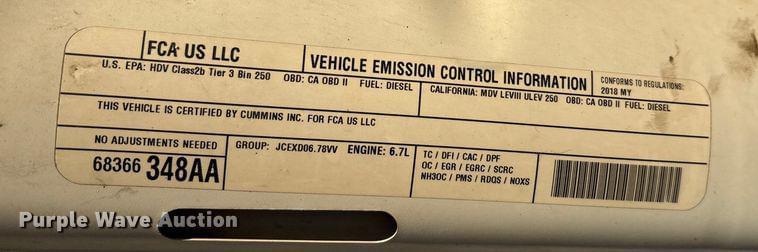 FCA US LLC
VEHICLE EMISSION CONTROL INFORMATION
CONFORMS TO REGULATIONS:
2018 MY
U.S. EPA: HDV Class2b Tier 3 Bin 250 OBD: CA OBD II FUEL: DIESEL
CALIFORNIA: MDV LEVIII ULEV 250 OBD: CA OBD II FUEL: DIESEL
THIS VEHICLE IS CERTIFIED BY CUMMINS INC. FOR FCA US LLC
NO ADJUSTMENTS NEEDED
68366 348AA
GROUP: JCEXD06.78VV ENGINE: 6.7L
TC / DFI / CAC / DPF
OC / EGR / EGRC / SCRC
NH3OC / PMS / RDQS / NOXS
Purple Wave Auction